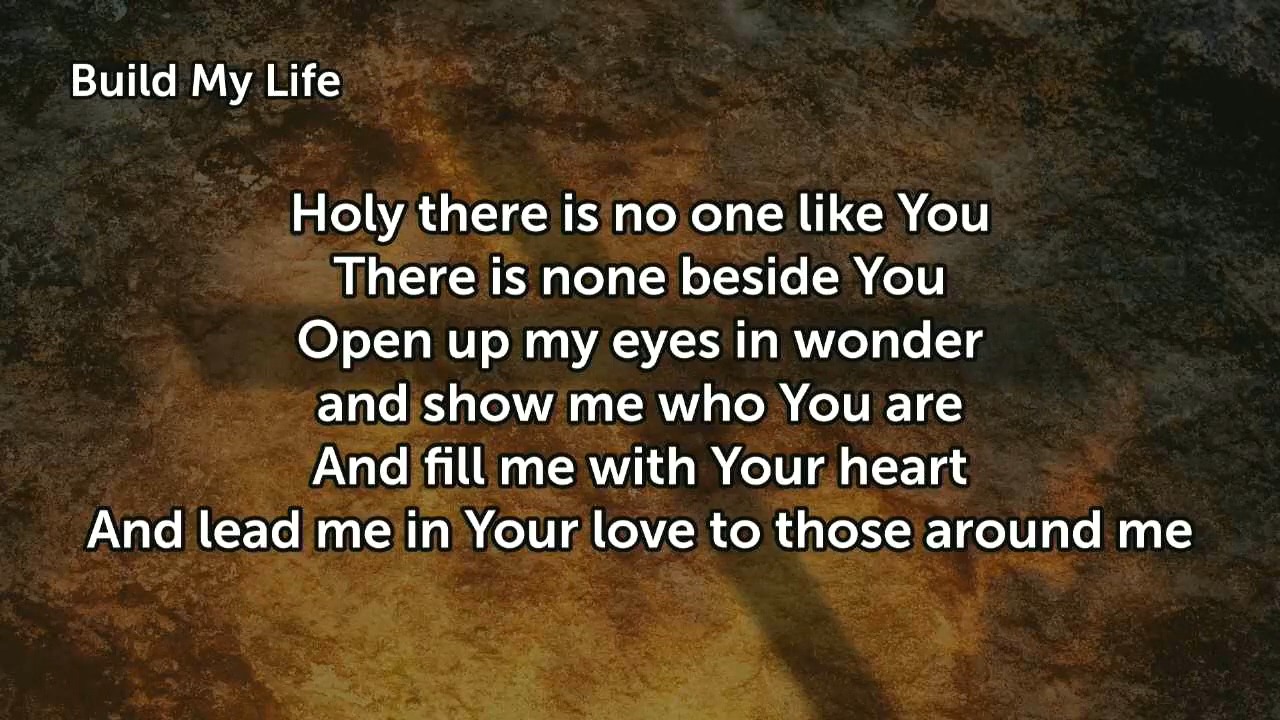 Build My Life
Holy there is no one like You
There is none beside You
Open up my eyes in wonder
and show me who You are
And fill me with Your heart
And lead me in Your love to those around me